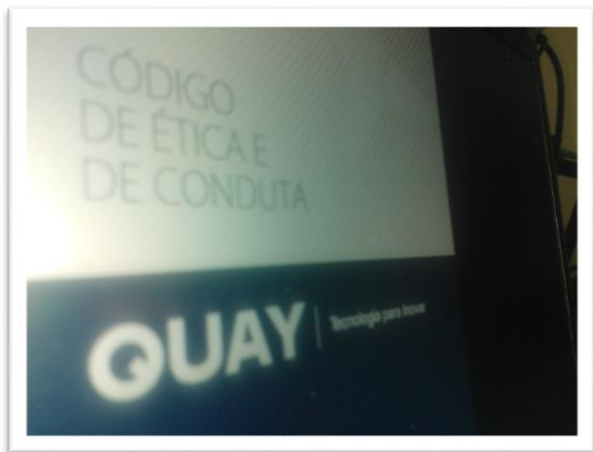 CÓDIGO
DE ÉTICA E
DE CONDUTA
QUAY
Tecnologia para Inovar